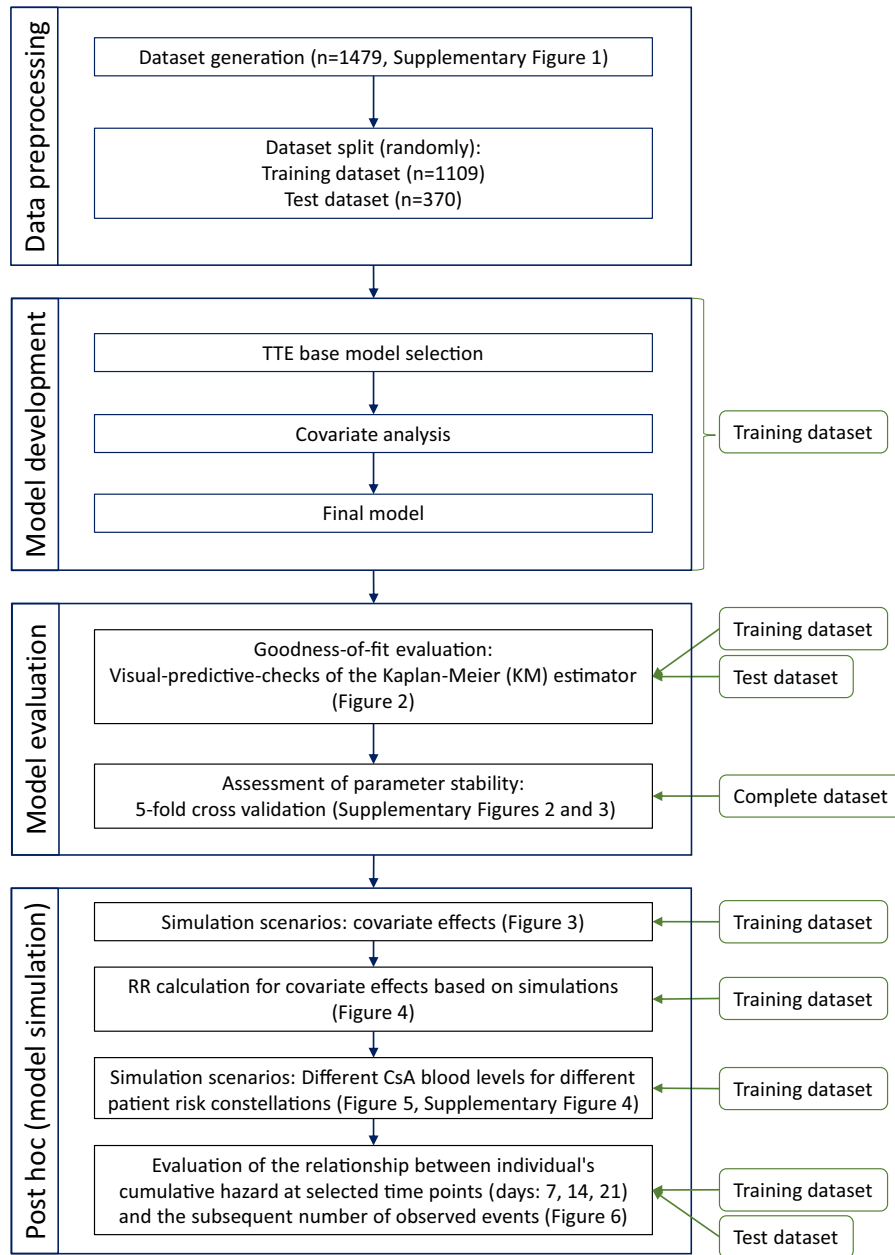 Data preprocessing
Dataset generation (n=1479, Supplementary Figure 1)
Dataset split (randomly):
Training dataset (n=1109)
Test dataset (n=370)
Model development
TTE base model selection
Covariate analysis
Final model
Training dataset
Model evaluation
Goodness-of-fit evaluation:
Visual-predictive-checks of the Kaplan-Meier (KM) estimator
(Figure 2)
Training dataset
Test dataset
Assessment of parameter stability:
5-fold cross validation (Supplementary Figures 2 and 3)
Complete dataset
Post hoc (model simulation)
Simulation scenarios: covariate effects (Figure 3)
Training dataset
RR calculation for covariate effects based on simulations
(Figure 4)
Training dataset
Simulation scenarios: Different CsA blood levels for different
patient risk constellations (Figure 5, Supplementary Figure 4)
Training dataset
Evaluation of the relationship between individual's
cumulative hazard at selected time points (days: 7, 14, 21)
and the subsequent number of observed events (Figure 6)
Training dataset
Test dataset